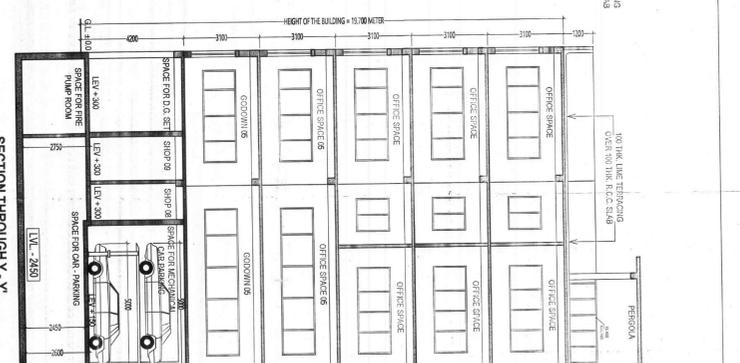 HEIGHT OF THE BUILDING = 19.700 METER
G.L. ±0.0
4200
3100
3100
3100
3100
3100
1200
100 THK. LIME TERRACING
OVER 100 THK. R.C.C. SLAB
PERGOLA
OFFICE SPACE
OFFICE SPACE
OFFICE SPACE
OFFICE SPACE 05
GODOWN 05
SPACE FOR D.G. SET
LEV + 300
SPACE FOR FIRE
PUMP ROOM
2750
SHOP 09
LEV + 300
SHOP 08
LEV + 300
SPACE FOR MECHANICAL
CAR PARKING
5000
LEV + 150
SPACE FOR CAR - PARKING
LVL. - 2450
2450
2600
GODOWN 05
OFFICE SPACE 05
OFFICE SPACE
OFFICE SPACE
OFFICE SPACE
SECTION THROUGH Y - Y'